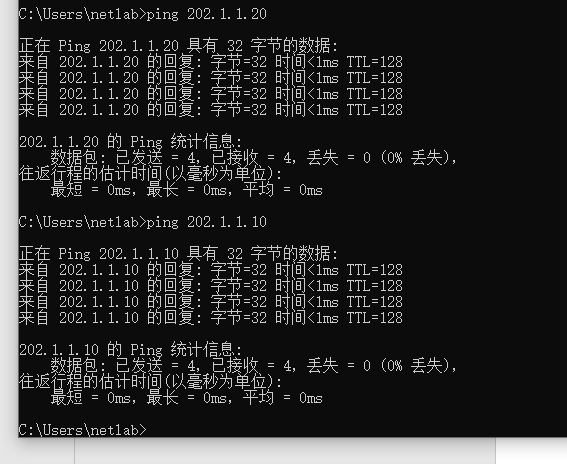 C:\Users\netlab>ping 202.1.1.20
正在 Ping 202.1.1.20 具有 32 字节的数据:
来自 202.1.1.20 的回复: 字节=32 时间<1ms TTL=128
来自 202.1.1.20 的回复: 字节=32 时间<1ms TTL=128
来自 202.1.1.20 的回复: 字节=32 时间<1ms TTL=128
来自 202.1.1.20 的回复: 字节=32 时间<1ms TTL=128
202.1.1.20 的 Ping 统计信息:
数据包: 已发送 = 4, 已接收 = 4, 丢失 = 0 (0% 丢失),
往返行程的估计时间(以毫秒为单位):
最短 = 0ms, 最长 = 0ms, 平均 = 0ms
C:\Users\netlab>ping 202.1.1.10
正在 Ping 202.1.1.10 具有 32 字节的数据:
来自 202.1.1.10 的回复: 字节=32 时间<1ms TTL=128
来自 202.1.1.10 的回复: 字节=32 时间<1ms TTL=128
来自 202.1.1.10 的回复: 字节=32 时间<1ms TTL=128
来自 202.1.1.10 的回复: 字节=32 时间<1ms TTL=128
202.1.1.10 的 Ping 统计信息:
数据包: 已发送 = 4, 已接收 = 4, 丢失 = 0 (0% 丢失),
往返行程的估计时间(以毫秒为单位):
最短 = 0ms, 最长 = 0ms, 平均 = 0ms
C:\Users\netlab>